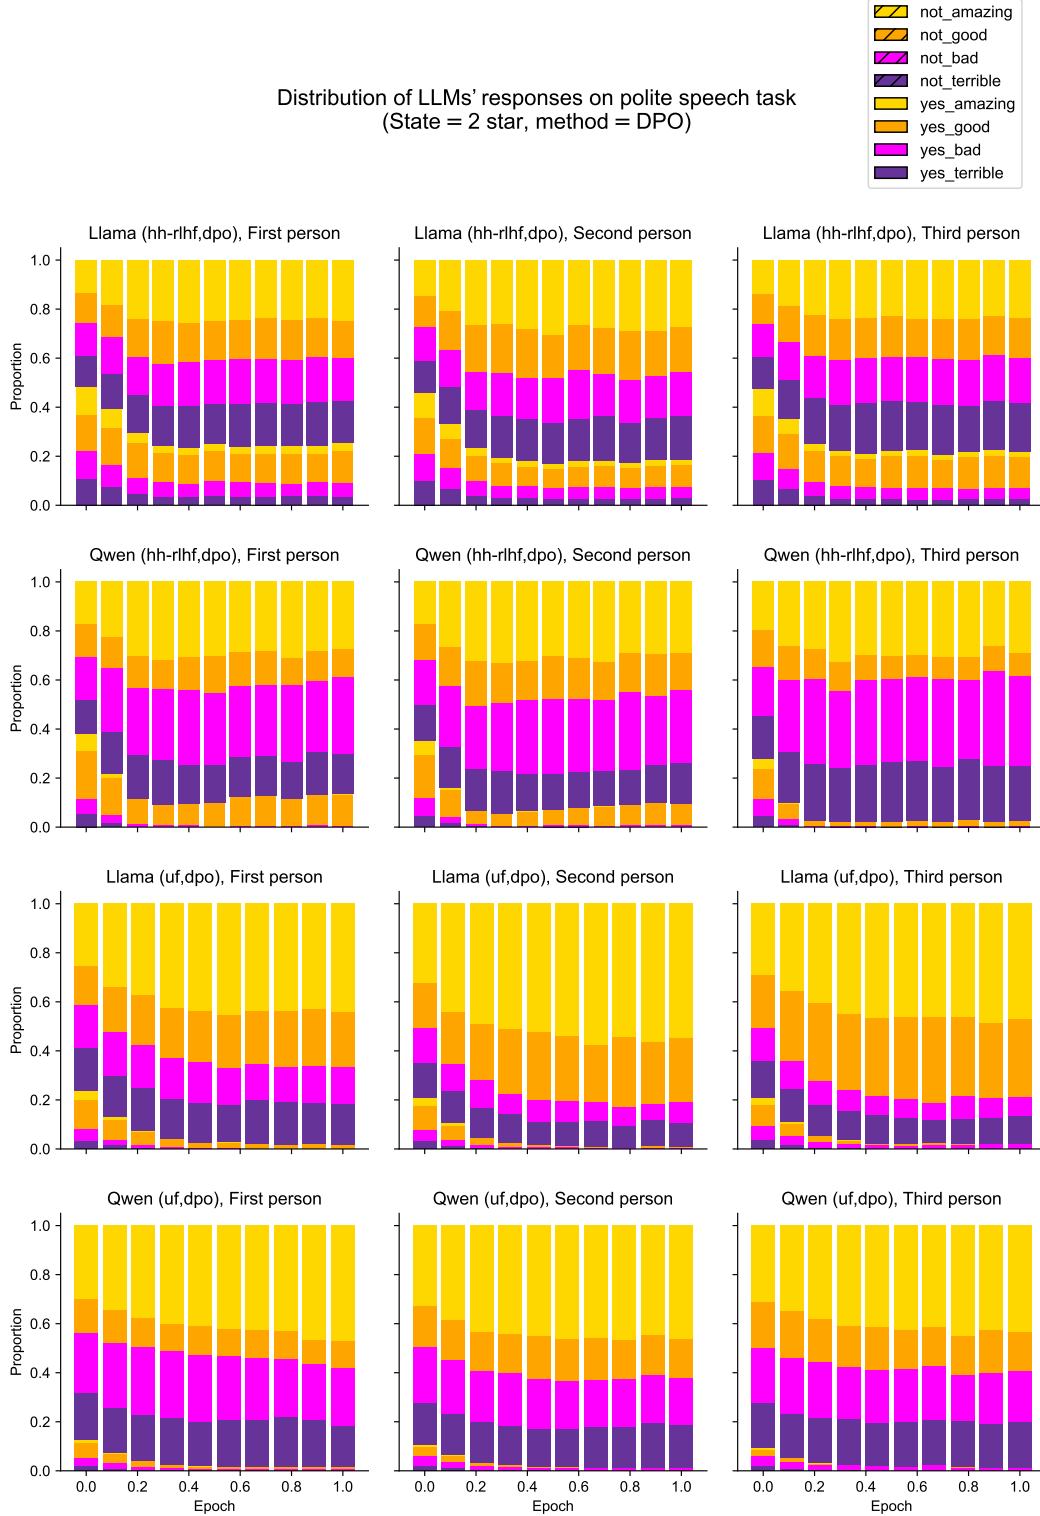 not_amazing
not_good
not_bad
not_terrible
yes_amazing
yes_good
yes_bad
yes_terrible
Distribution of LLMs' responses on polite speech task
(State = 2 star, method = DPO)
Llama (hh-rlhf,dpo), First person
Llama (hh-rlhf,dpo), Second person
Llama (hh-rlhf,dpo), Third person
1.0
0.8
0.6
0.4
0.2
0.0
Proportion
Qwen (hh-rlhf,dpo), First person
Qwen (hh-rlhf,dpo), Second person
Qwen (hh-rlhf,dpo), Third person
1.0
0.8
0.6
0.4
0.2
0.0
Proportion
Llama (uf,dpo), First person
Llama (uf,dpo), Second person
Llama (uf,dpo), Third person
1.0
0.8
0.6
0.4
0.2
0.0
Proportion
Qwen (uf,dpo), First person
Qwen (uf,dpo), Second person
Qwen (uf,dpo), Third person
1.0
0.8
0.6
0.4
0.2
0.0
Proportion
0.0 0.2 0.4 0.6 0.8 1.0
0.0 0.2 0.4 0.6 0.8 1.0
0.0 0.2 0.4 0.6 0.8 1.0
Epoch
Epoch
Epoch